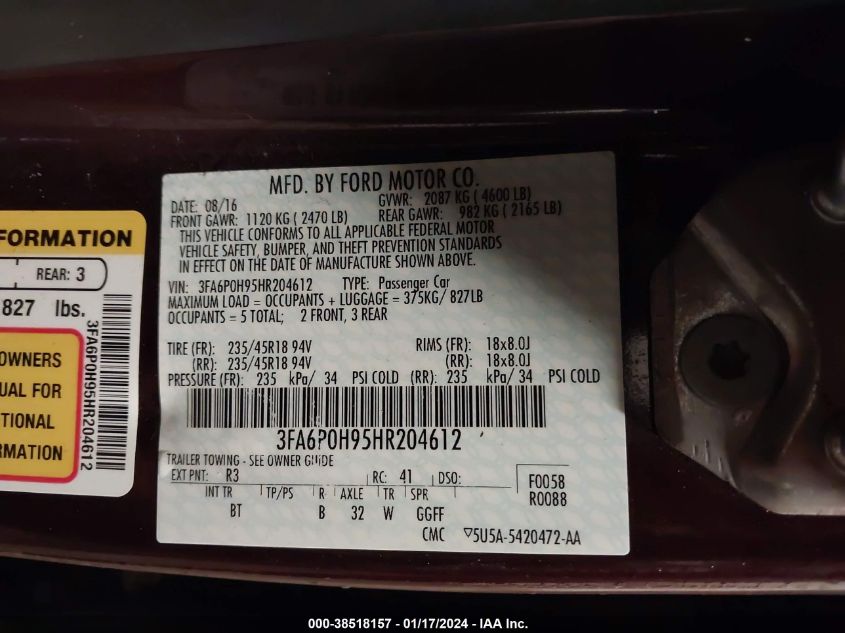 MFD. BY FORD MOTOR CO.
DATE: 08/16 GVWR: 2087 KG ( 4600 LB)
FRONT GAWR: 1120 KG ( 2470 LB) REAR GAWR: 982 KG ( 2165 LB)
THIS VEHICLE CONFORMS TO ALL APPLICABLE FEDERAL MOTOR
VEHICLE SAFETY, BUMPER, AND THEFT PREVENTION STANDARDS
IN EFFECT ON THE DATE OF MANUFACTURE SHOWN ABOVE.
VIN: 3FA6P0H95HR204612 TYPE: Passenger Car
MAXIMUM LOAD = OCCUPANTS + LUGGAGE = 375KG/ 827LB
OCCUPANTS = 5 TOTAL; 2 FRONT, 3 REAR
TIRE (FR): 235/45R18 94V RIMS (FR): 18x8.0J
(RR): 235/45R18 94V (RR): 18x8.0J
PRESSURE (FR): 235 kPa/ 34 PSI COLD (RR): 235 kPa/ 34 PSI COLD
3FA6P0H95HR204612
TRAILER TOWING - SEE OWNER GUIDE
EXT PNT: R3 RC: 41 DSO:
F0058
R0088
INT TR TP/PS R AXLE TR SPR
BT B 32 W GGFF
CMC ▽5U5A-5420472-AA
FORMATION
REAR: 3
827 lbs.
OWNERS
UAL FOR
TIONAL
RMATION
3FA6P0H95HR204612
000-38518157 - 01/17/2024 - IAA Inc.